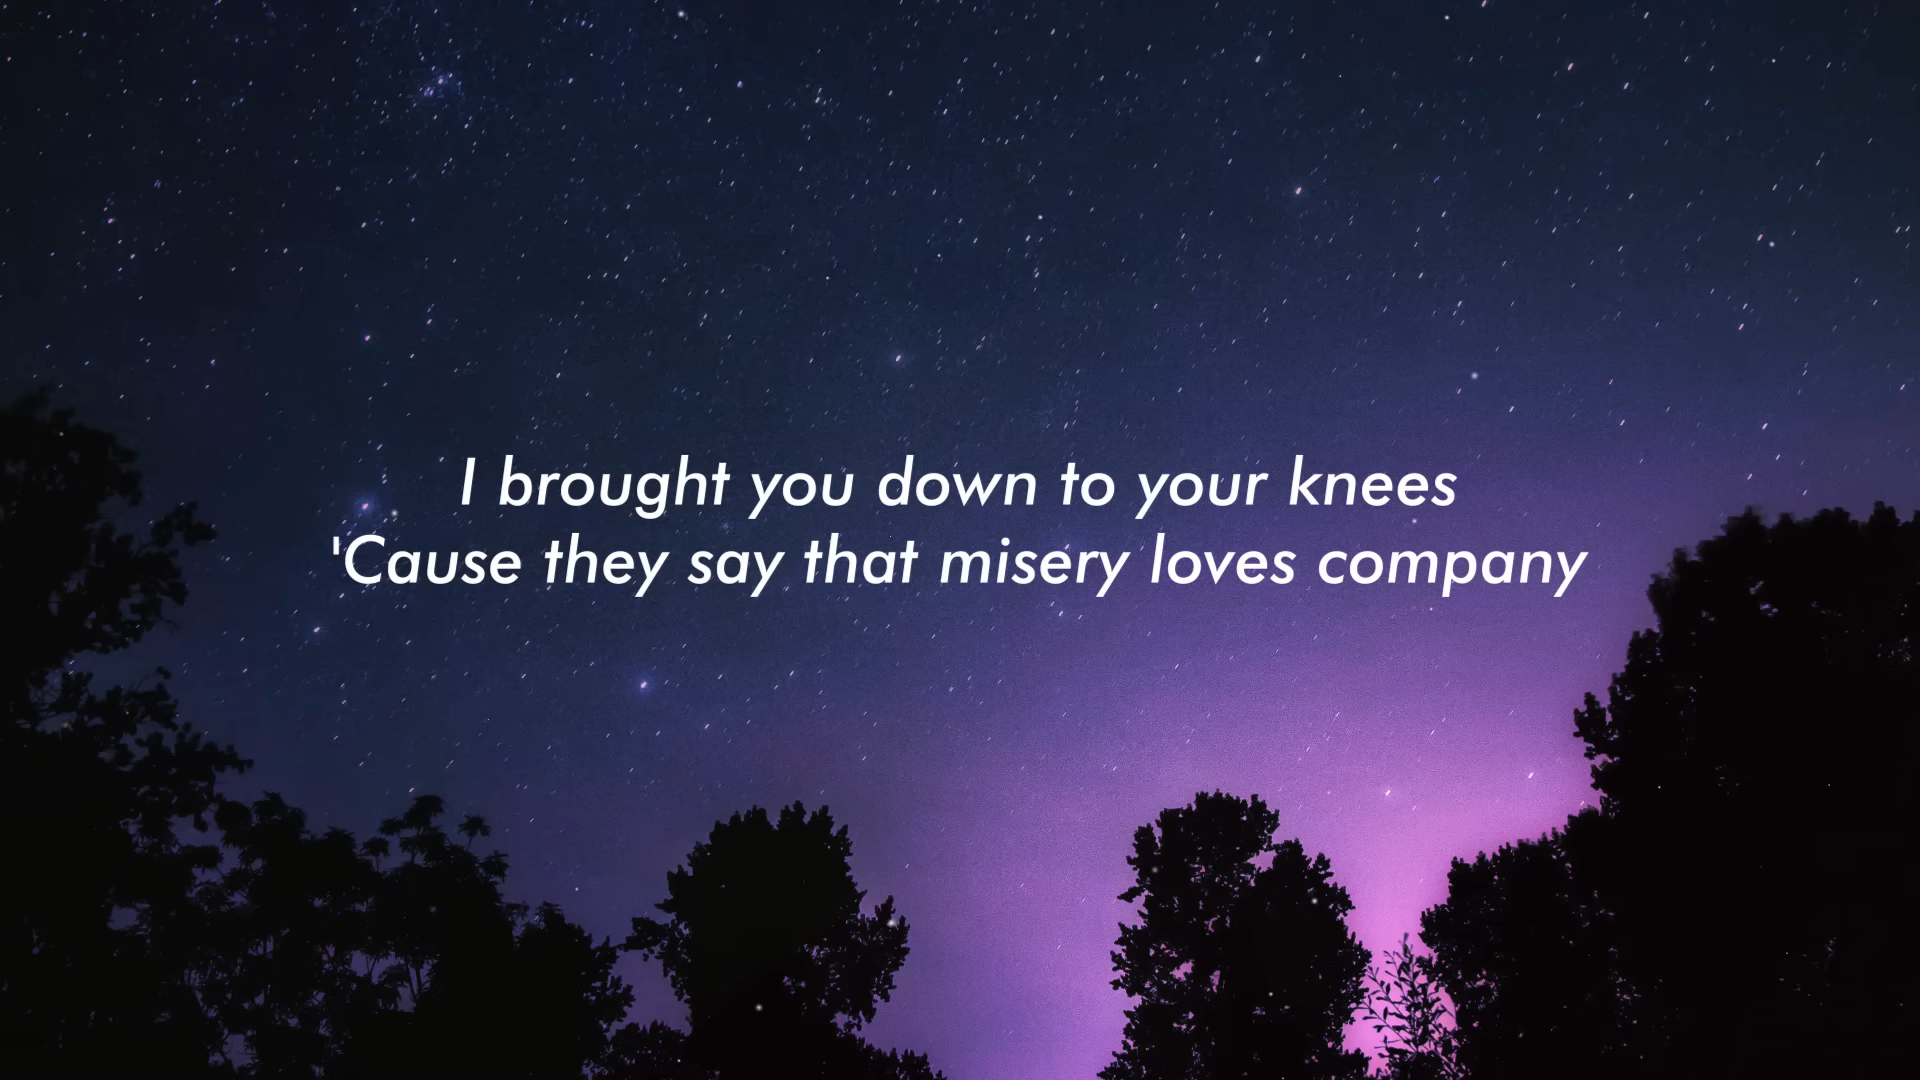 I brought you down to your knees
'Cause they say that misery loves company